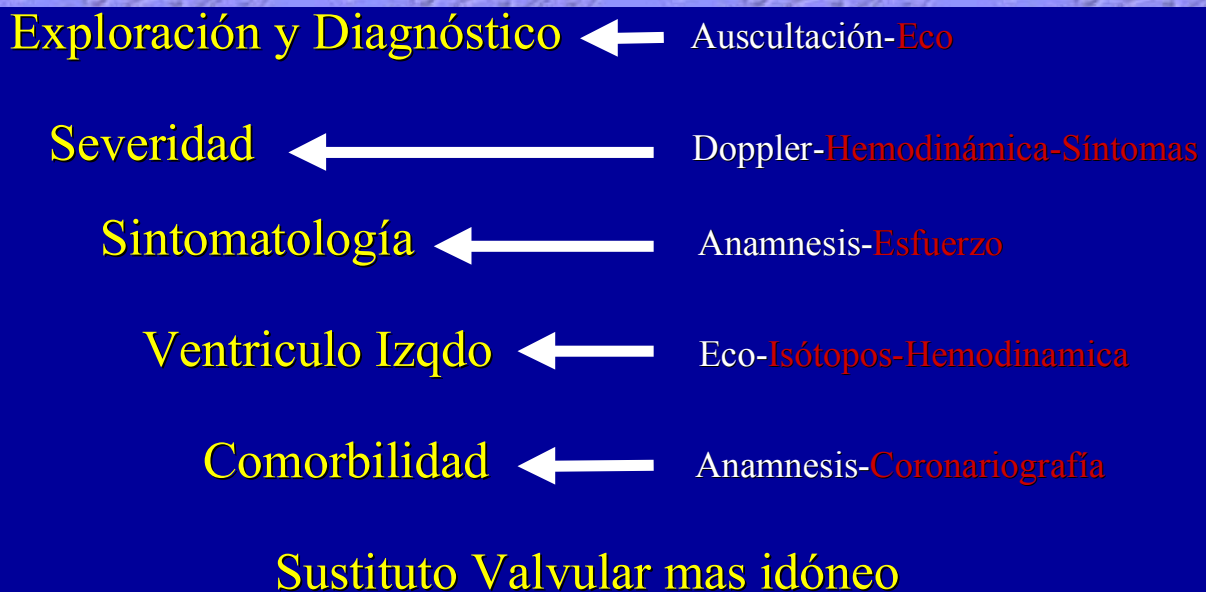 Exploración y Diagnóstico Auscultación-Eco
Severidad Doppler-Hemodinámica-Síntomas
Sintomatología Anamnesis-Esfuerzo
Ventriculo Izqdo Eco-Isótopos-Hemodinamica
Comorbilidad Anamnesis-Coronariografía
Sustituto Valvular mas idóneo